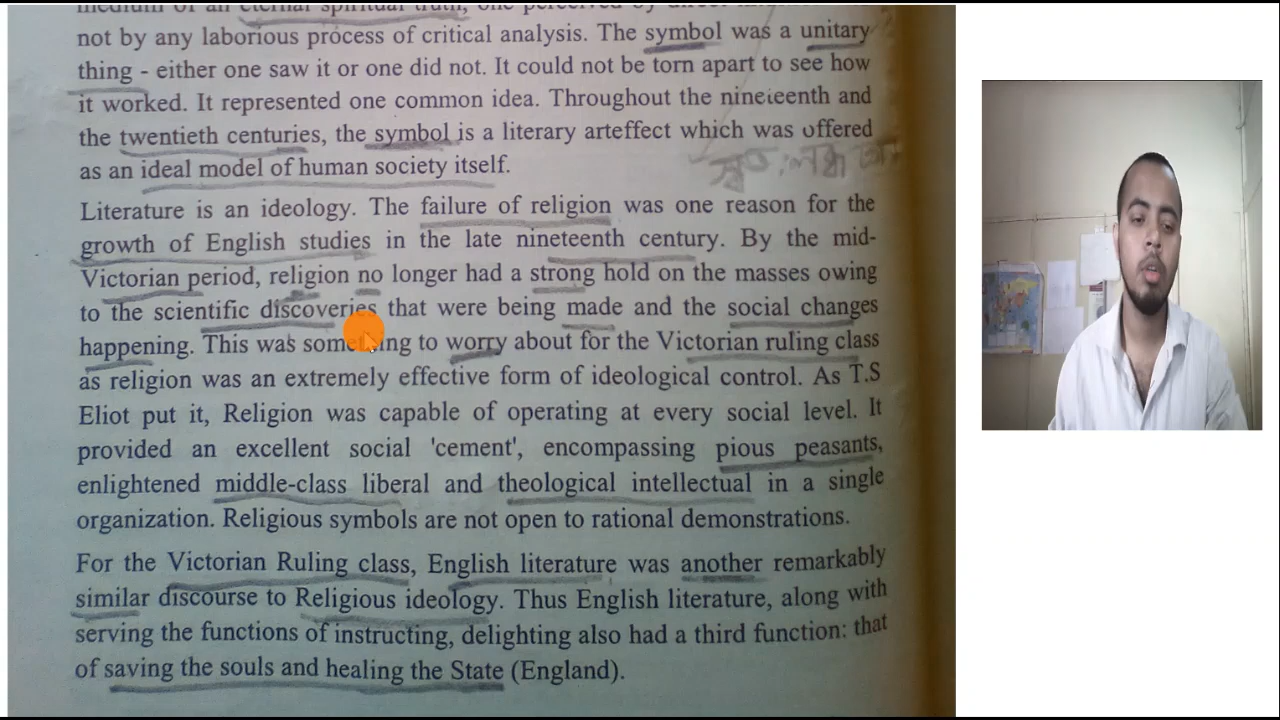 medium of an eternal spiritual truth, one perceived by direct
not by any laborious process of critical analysis. The symbol was a unitary
thing - either one saw it or one did not. It could not be torn apart to see how
it worked. It represented one common idea. Throughout the nineteenth and
the twentieth centuries, the symbol is a literary arteffect which was offered
as an ideal model of human society itself.
Literature is an ideology. The failure of religion was one reason for the
growth of English studies in the late nineteenth century. By the mid-
Victorian period, religion no longer had a strong hold on the masses owing
to the scientific discoveries that were being made and the social changes
happening. This was something to worry about for the Victorian ruling class
as religion was an extremely effective form of ideological control. As T.S
Eliot put it, Religion was capable of operating at every social level. It
provided an excellent social 'cement', encompassing pious peasants,
enlightened middle-class liberal and theological intellectual in a single
organization. Religious symbols are not open to rational demonstrations.
For the Victorian Ruling class, English literature was another remarkably
similar discourse to Religious ideology. Thus English literature, along with
serving the functions of instructing, delighting also had a third function: that
of saving the souls and healing the State (England).